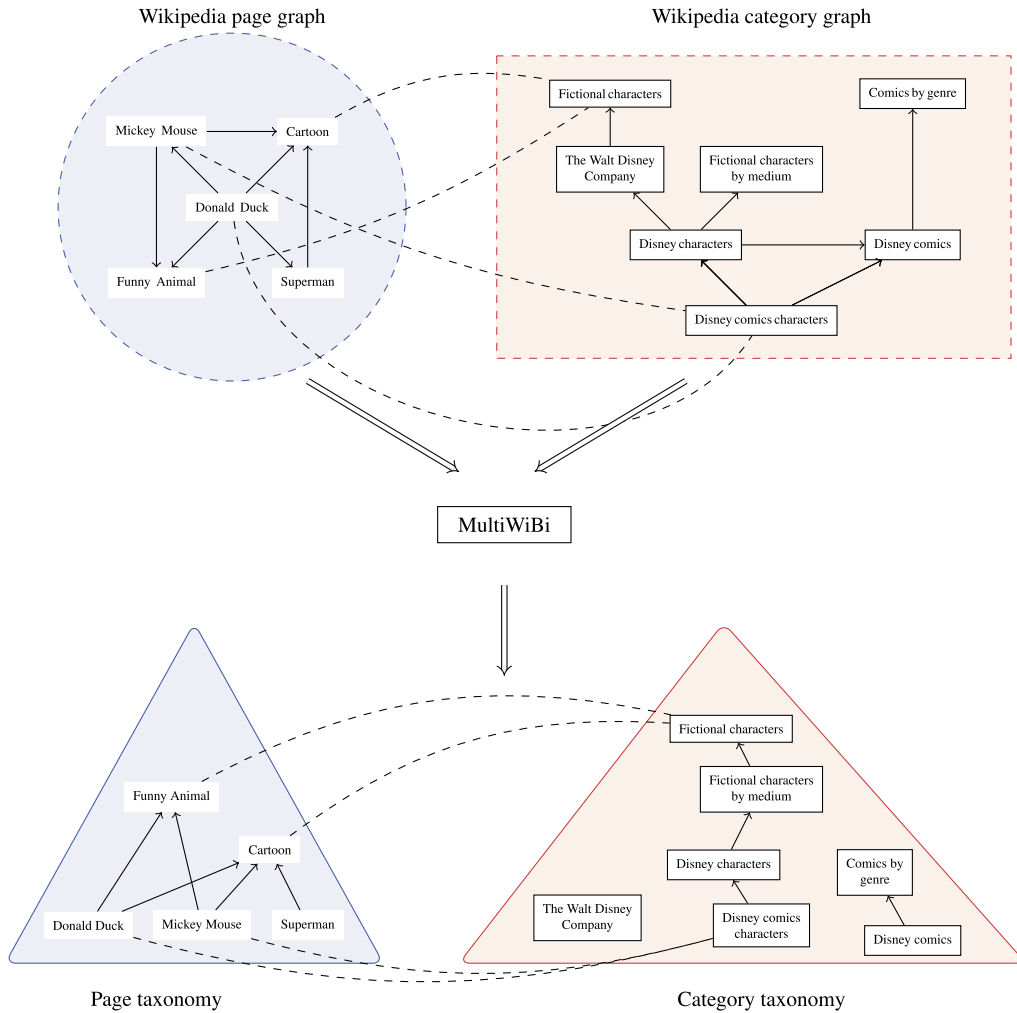 Wikipedia page graph
Wikipedia category graph
Fictional characters
Comics by genre
Mickey Mouse
Cartoon
The Walt Disney
Company
Fictional characters
by medium
Donald Duck
Disney characters
Disney comics
Funny Animal
Superman
Disney comics characters
MultiWiBi
Fictional characters
Funny Animal
Fictional characters
by medium
Cartoon
Disney characters
Comics by
genre
Donald Duck
Mickey Mouse
Superman
The Walt Disney
Company
Disney comics
characters
Disney comics
Page taxonomy
Category taxonomy